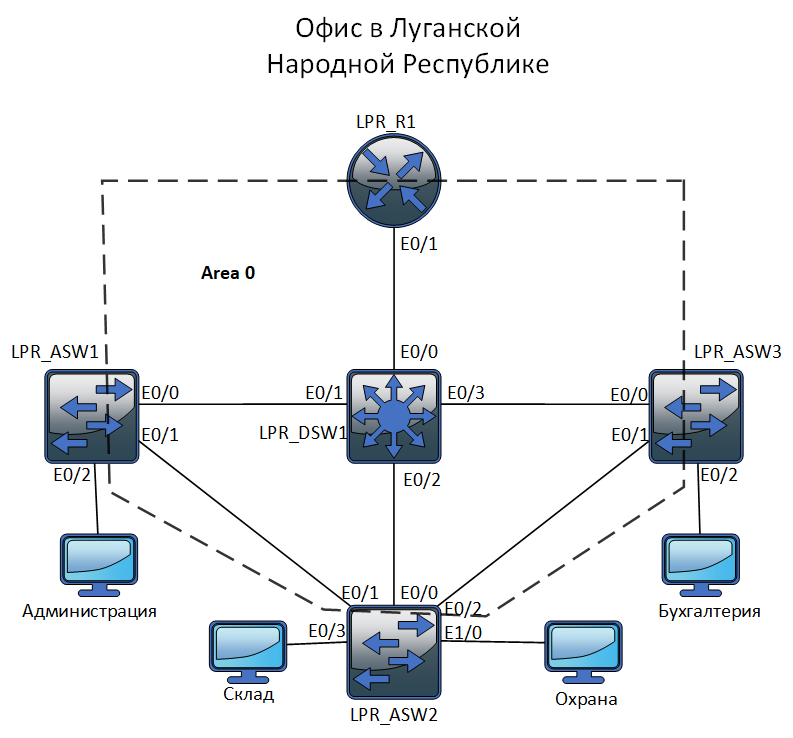 Офис в Луганской
Народной Республике
LPR_R1
E0/1
Area 0
LPR_ASW1
E0/0
LPR_ASW3
E0/0
E0/1
E0/3
E0/0
E0/1
LPR_DSW1
E0/1
E0/2
E0/2
E0/2
Администрация
E0/1
E0/0
E0/2
Бухгалтерия
E0/3
E1/0
Склад
Охрана
LPR_ASW2